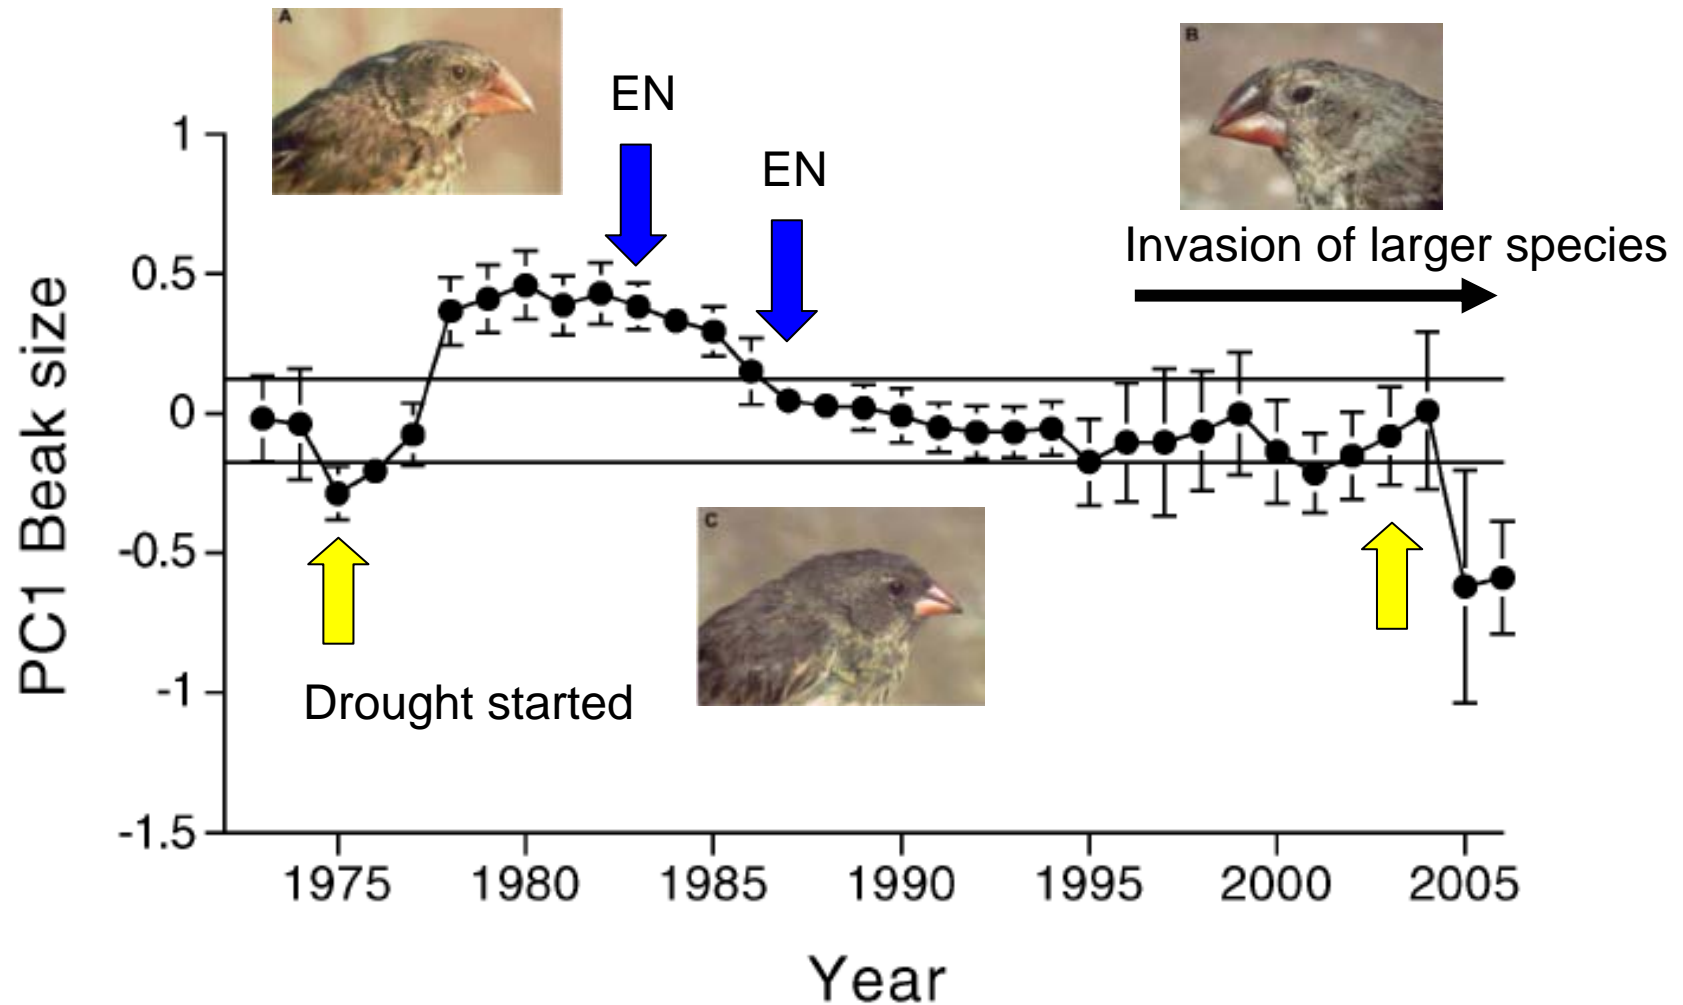 A
B
EN
EN
Invasion of larger species
1
0.5
0
-0.5
-1
-1.5
PC1 Beak size
C
Drought started
1975 1980 1985 1990 1995 2000 2005
Year